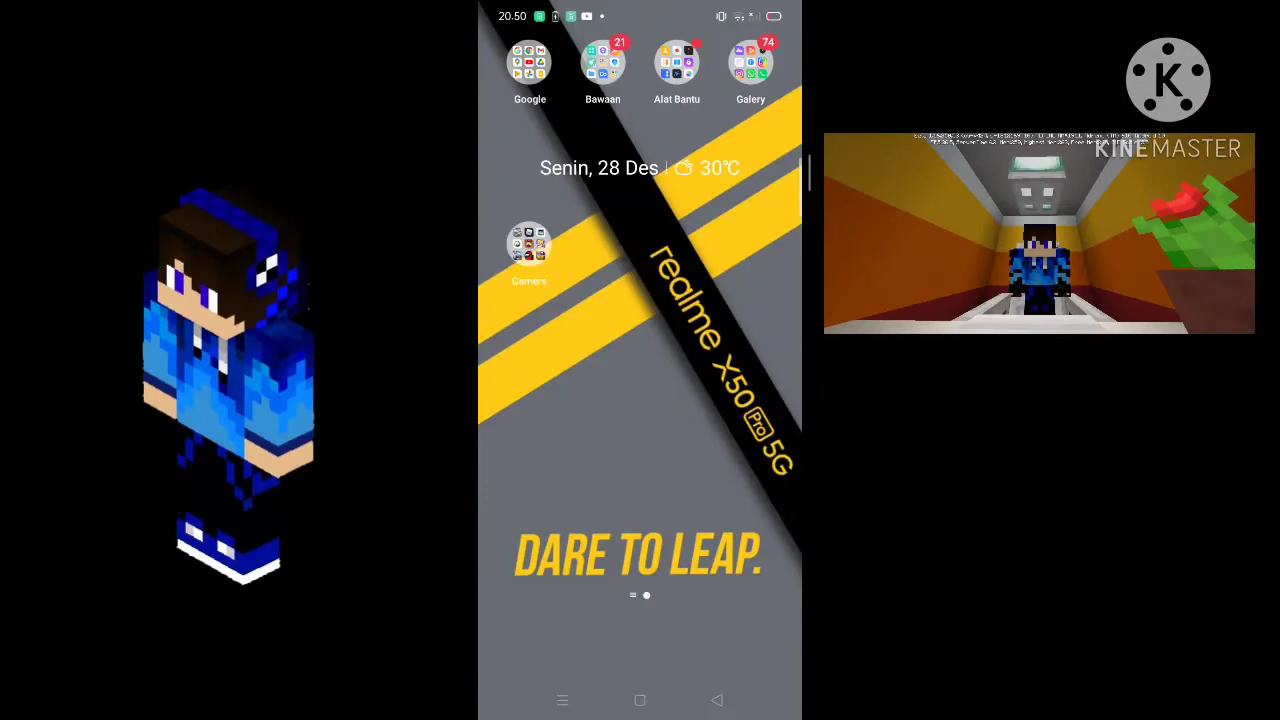 20.50
21
74
Google
Bawaan
Alat Bantu
Galery
Senin, 28 Des
30℃
Gamers
realme X50 Pro 5G
DARE TO LEAP.
K
KINEMASTER